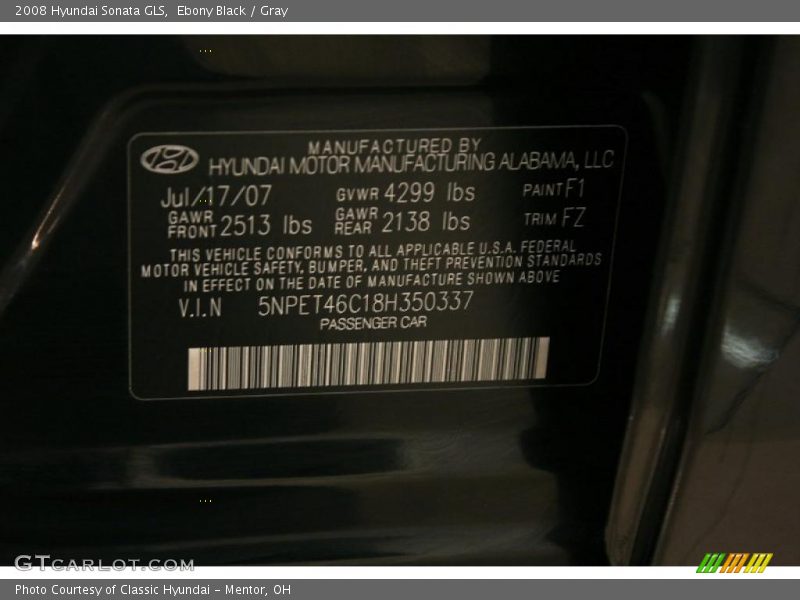 2008 Hyundai Sonata GLS, Ebony Black / Gray
MANUFACTURED BY
HYUNDAI MOTOR MANUFACTURING ALABAMA, LLC
Jul/17/07 GVWR 4299 lbs PAINT F1
GAWR FRONT 2513 lbs GAWR REAR 2138 lbs TRIM FZ
THIS VEHICLE CONFORMS TO ALL APPLICABLE U.S.A. FEDERAL
MOTOR VEHICLE SAFETY, BUMPER, AND THEFT PREVENTION STANDARDS
IN EFFECT ON THE DATE OF MANUFACTURE SHOWN ABOVE
V.I.N 5NPET46C18H350337
PASSENGER CAR
GTCARLOT.COM
Photo Courtesy of Classic Hyundai - Mentor, OH